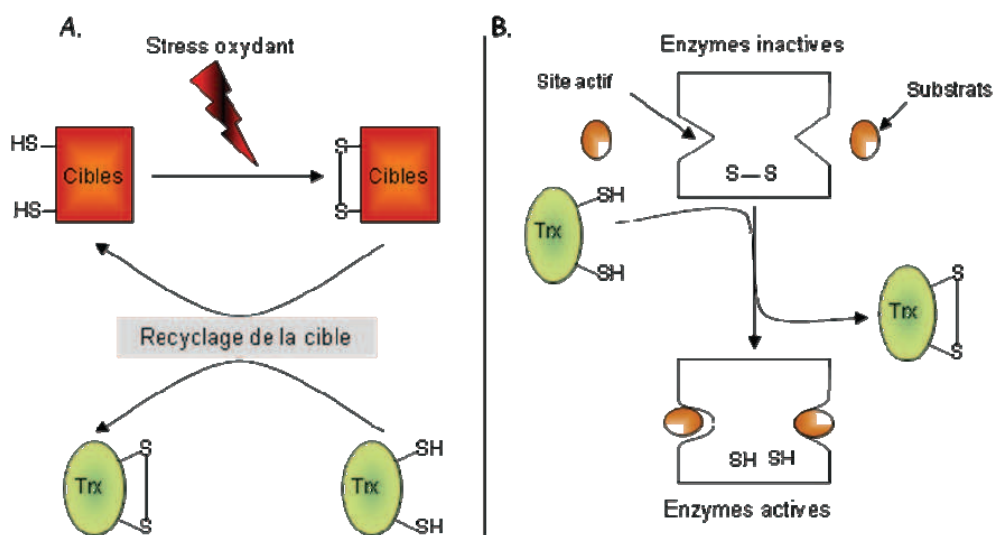 A.
Stress oxydant
HS
Cibles
HS
S
Cibles
S
Recyclage de la cible
S
Trx
S
SH
Trx
SH
B.
Enzymes inactives
Site actif
Substrats
S—S
SH
Trx
SH
S
Trx
S
SH SH
Enzymes actives